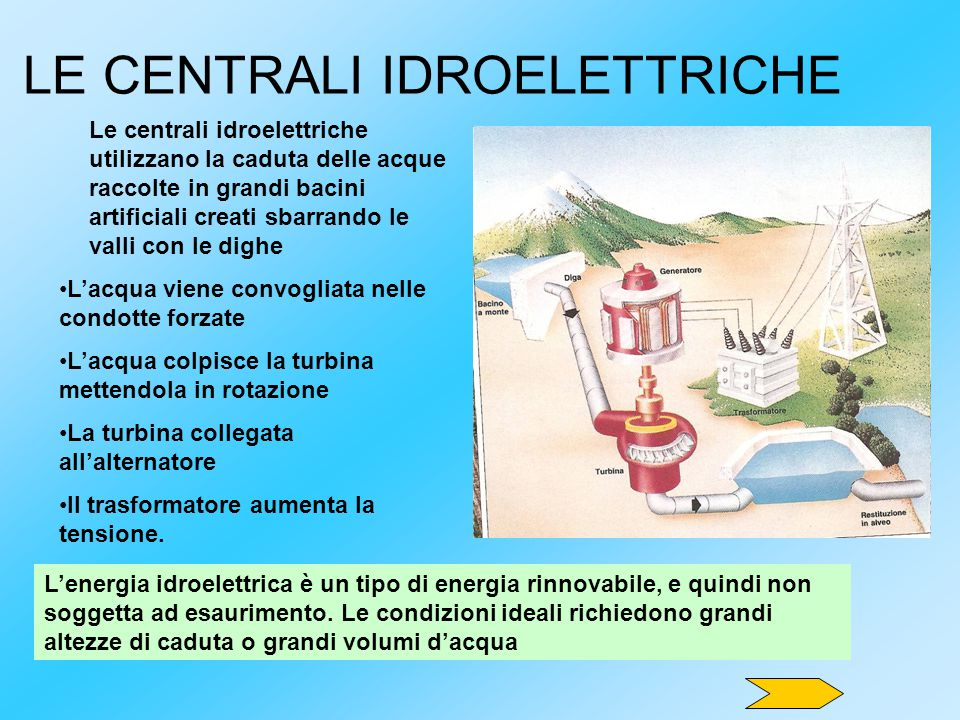 LE CENTRALI IDROELETTRICHE
Le centrali idroelettriche
utilizzano la caduta delle acque
raccolte in grandi bacini
artificiali creati sbarrando le
valli con le dighe
•L’acqua viene convogliata nelle
condotte forzate
•L’acqua colpisce la turbina
mettendola in rotazione
•La turbina collegata
all’alternatore
•Il trasformatore aumenta la
tensione.
Diga
Generatore
Bacino
a monte
Trasformatore
Turbina
Restituzione
in alveo
L’energia idroelettrica è un tipo di energia rinnovabile, e quindi non
soggetta ad esaurimento. Le condizioni ideali richiedono grandi
altezze di caduta o grandi volumi d’acqua